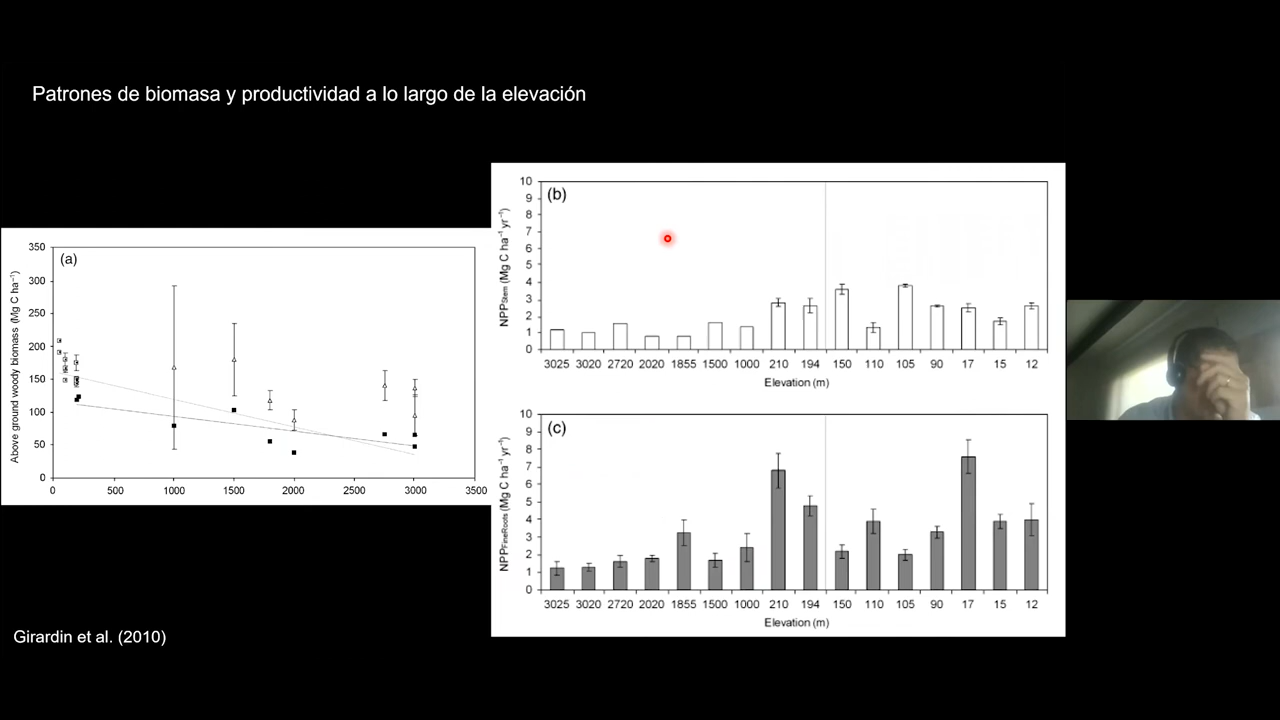 Patrones de biomasa y productividad a lo largo de la elevación
(a)
Above ground woody biomass (Mg C ha⁻¹)
350
300
250
200
150
100
50
0
0 500 1000 1500 2000 2500 3000 3500
(b)
NPPStem (Mg C ha⁻¹ yr⁻¹)
10
9
8
7
6
5
4
3
2
1
0
3025 3020 2720 2020 1855 1500 1000 210 194 150 110 105 90 17 15 12
Elevation (m)
(c)
NPPFineRoots (Mg C ha⁻¹ yr⁻¹)
10
9
8
7
6
5
4
3
2
1
0
3025 3020 2720 2020 1855 1500 1000 210 194 150 110 105 90 17 15 12
Elevation (m)
Girardin et al. (2010)